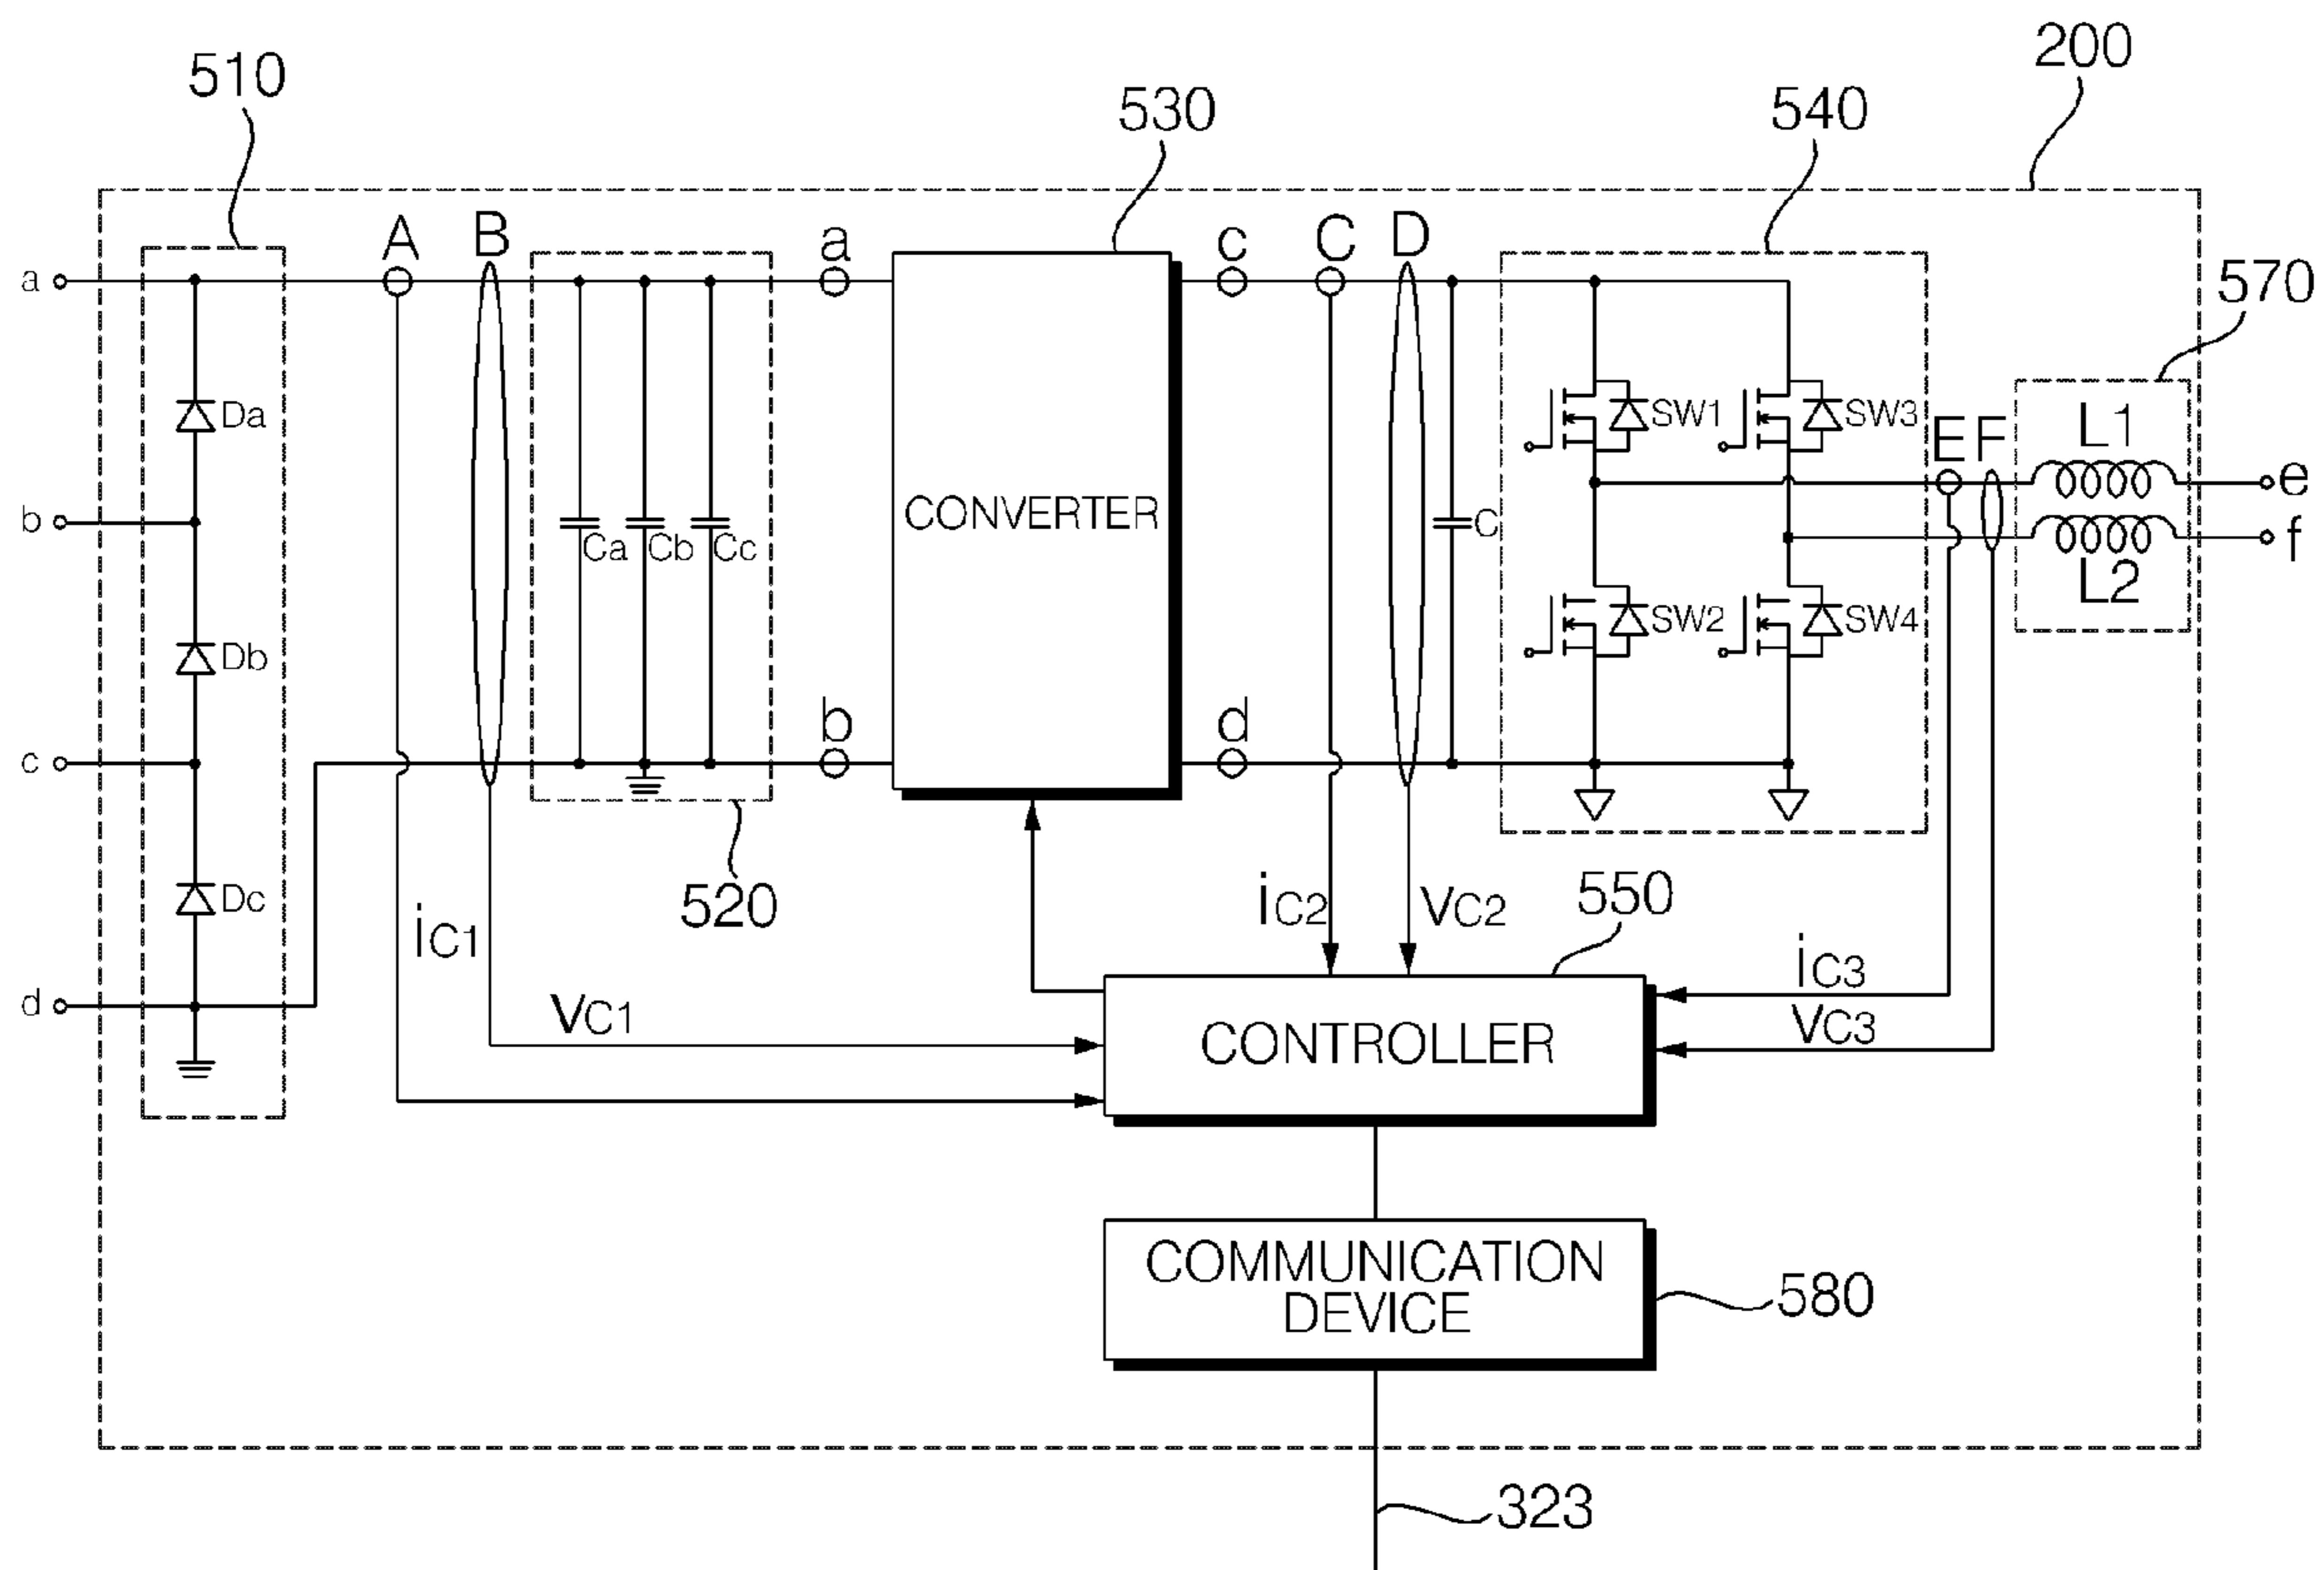 200
510
530
540
A
B
a
c
C
D
570
a
Da
SW1
SW3
E F
L1
e
b
CONVERTER
Ca
Cb
Cc
C
f
L2
Db
SW2
SW4
b
d
c
520
iC2
VC2
550
Dc
iC1
iC3
d
VC1
VC3
CONTROLLER
COMMUNICATION
DEVICE
580
323